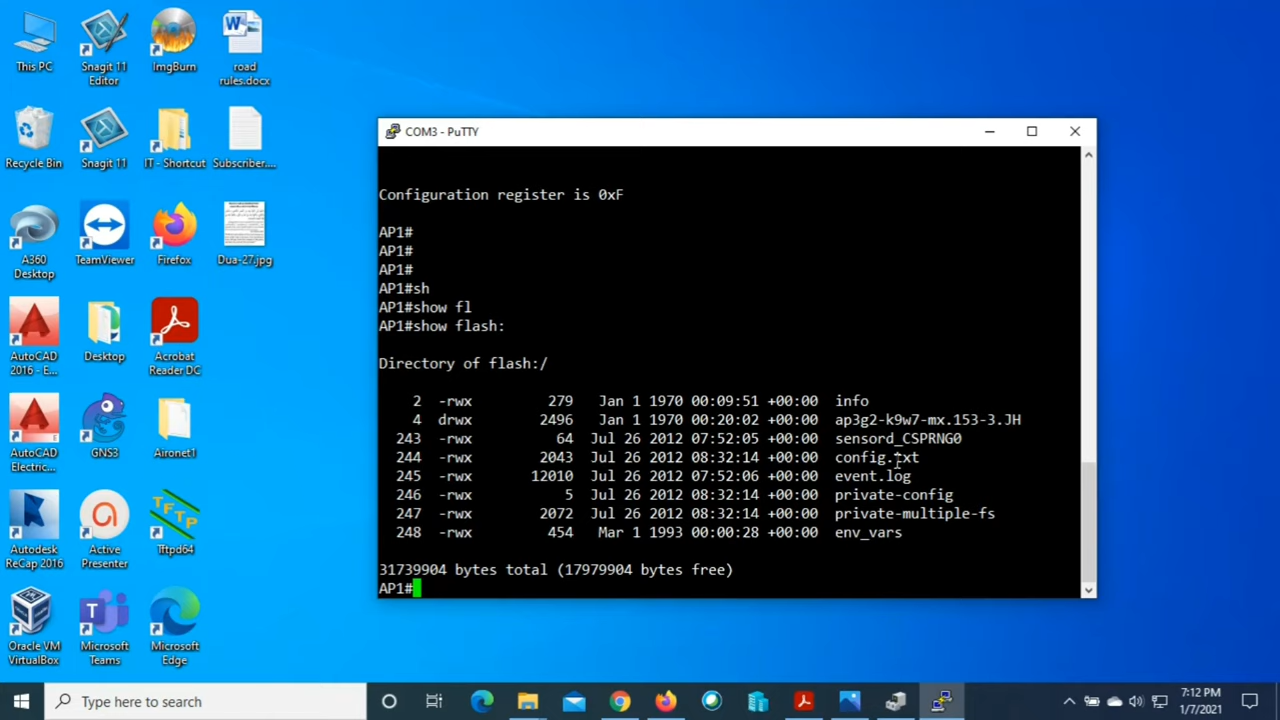 This PC
Snagit 11
Editor
ImgBurn
road
rules.docx
Recycle Bin
Snagit 11
IT - Shortcut
Subscriber....
A360
Desktop
TeamViewer
Firefox
Dua-27.jpg
AutoCAD
2016 - E...
Desktop
Acrobat
Reader DC
AutoCAD
Electric...
GNS3
Aironet1
Autodesk
ReCap 2016
Active
Presenter
Tftpd64
Oracle VM
VirtualBox
Microsoft
Teams
Microsoft
Edge
COM3 - PuTTY
Configuration register is 0xF
AP1#
AP1#
AP1#
AP1#sh
AP1#show fl
AP1#show flash:
Directory of flash:/
2 -rwx 279 Jan 1 1970 00:09:51 +00:00 info
4 drwx 2496 Jan 1 1970 00:20:02 +00:00 ap3g2-k9w7-mx.153-3.JH
243 -rwx 64 Jul 26 2012 07:52:05 +00:00 sensord_CSPRNG0
244 -rwx 2043 Jul 26 2012 08:32:14 +00:00 config.txt
245 -rwx 12010 Jul 26 2012 07:52:06 +00:00 event.log
246 -rwx 5 Jul 26 2012 08:32:14 +00:00 private-config
247 -rwx 2072 Jul 26 2012 08:32:14 +00:00 private-multiple-fs
248 -rwx 454 Mar 1 1993 00:00:28 +00:00 env_vars
31739904 bytes total (17979904 bytes free)
AP1#
Type here to search
7:12 PM
1/7/2021